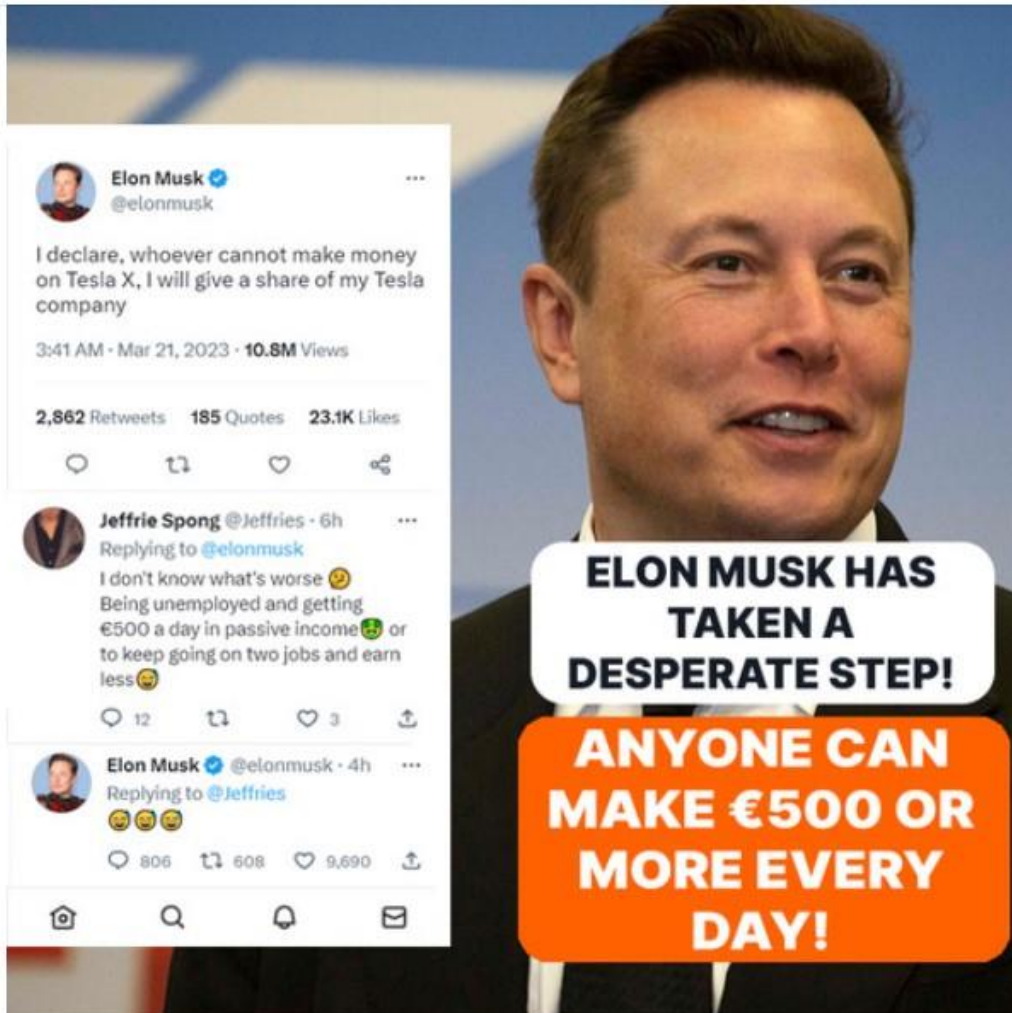 Elon Musk
@elonmusk
I declare, whoever cannot make money
on Tesla X, I will give a share of my Tesla
company
3:41 AM · Mar 21, 2023 · 10.8M Views
2,862 Retweets 185 Quotes 23.1K Likes
Jeffrie Spong @Jeffries · 6h
Replying to @elonmusk
I don't know what's worse 😕
Being unemployed and getting
€500 a day in passive income🤑 or
to keep going on two jobs and earn
less😅
12 3
Elon Musk @elonmusk · 4h
Replying to @Jeffries
😅😅😅
806 608 9,690
ELON MUSK HAS
TAKEN A
DESPERATE STEP!
ANYONE CAN
MAKE €500 OR
MORE EVERY
DAY!